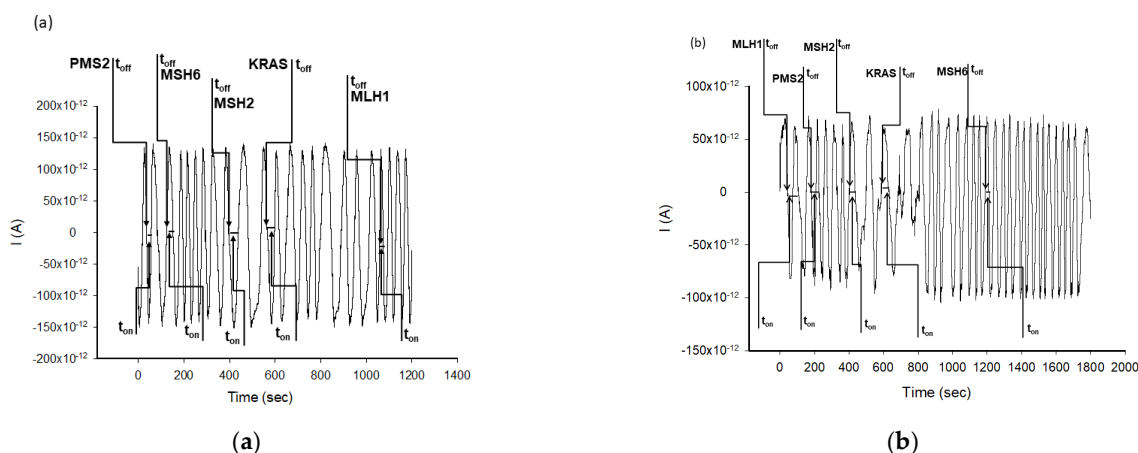 (a)
PMS2
t_off
t_off
MSH6
t_off
MSH2
KRAS
t_off
t_off
MLH1
200x10-12
150x10-12
100x10-12
50x10-12
0
-50x10-12
-100x10-12
-150x10-12
-200x10-12
I (A)
t_on
t_on
t_on
t_on
t_on
0 200 400 600 800 1000 1200 1400
Time (sec)
(a)
(b)
MLH1
t_off
PMS2
t_off
MSH2
t_off
KRAS
t_off
MSH6
t_off
100x10-12
50x10-12
0
-50x10-12
-100x10-12
-150x10-12
I (A)
t_on
t_on
t_on
t_on
t_on
0 200 400 600 800 1000 1200 1400 1600 1800 2000
Time (sec)
(b)